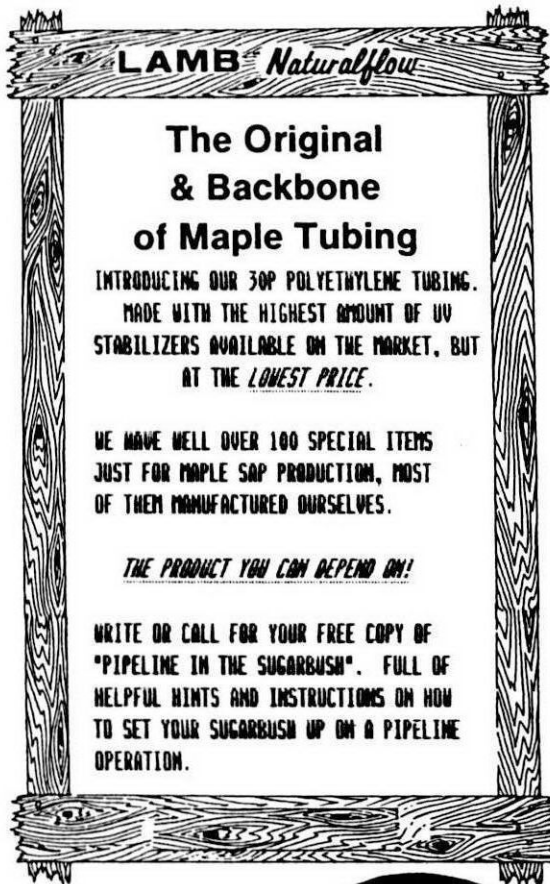 LAMB Naturalflow
The Original
& Backbone
of Maple Tubing
INTRODUCING OUR 30P POLYETHYLENE TUBING.
MADE WITH THE HIGHEST AMOUNT OF UV
STABILIZERS AVAILABLE ON THE MARKET, BUT
AT THE LOWEST PRICE.
WE HAVE WELL OVER 100 SPECIAL ITEMS
JUST FOR MAPLE SAP PRODUCTION, MOST
OF THEM MANUFACTURED OURSELVES.
THE PRODUCT YOU CAN DEPEND ON!
WRITE OR CALL FOR YOUR FREE COPY OF
"PIPELINE IN THE SUGARBUSH". FULL OF
HELPFUL HINTS AND INSTRUCTIONS ON HOW
TO SET YOUR SUGARBUSH UP ON A PIPELINE
OPERATION.